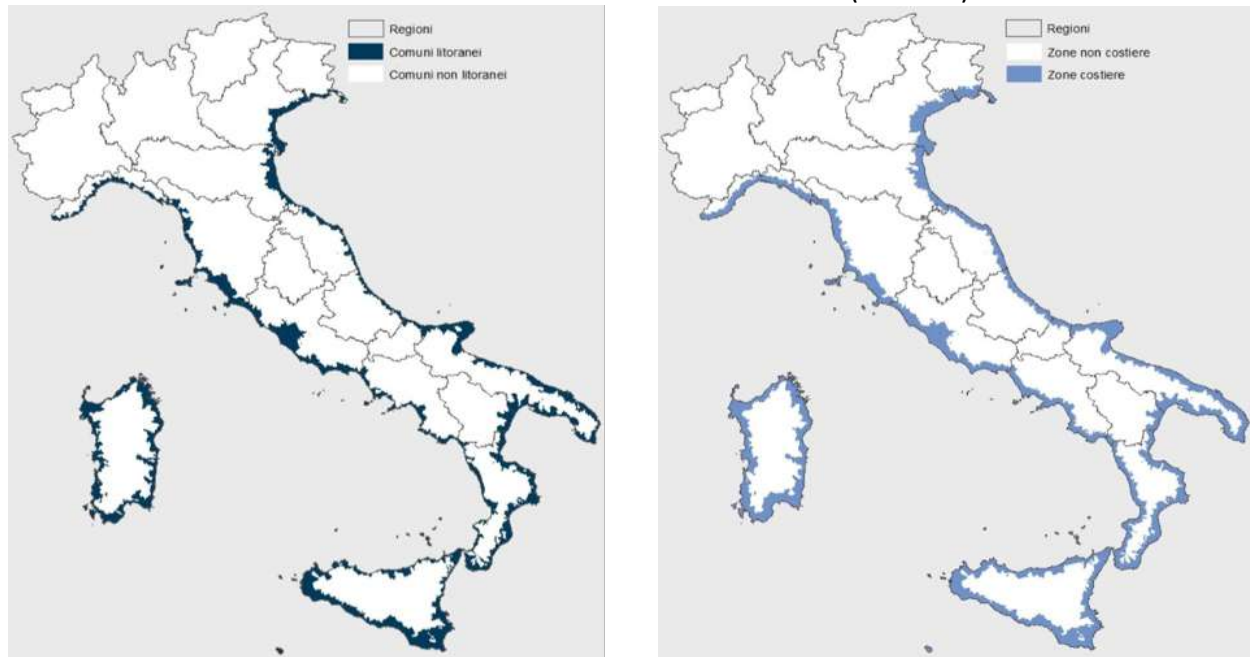 Regioni
Comuni litoranei
Comuni non litoranei
Regioni
Zone non costiere
Zone costiere